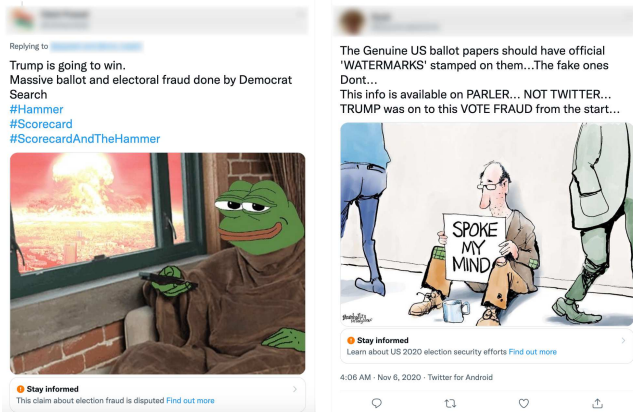 Replying to
Trump is going to win.
Massive ballot and electoral fraud done by Democrat
Search
#Hammer
#Scorecard
#ScorecardAndTheHammer
Stay informed
This claim about election fraud is disputed Find out more
The Genuine US ballot papers should have official
'WATERMARKS' stamped on them...The fake ones
Dont...
This info is available on PARLER... NOT TWITTER...
TRUMP was on to this VOTE FRAUD from the start...
SPOKE
MY
MIND
Stay informed
Learn about US 2020 election security efforts Find out more
4:06 AM · Nov 6, 2020 · Twitter for Android